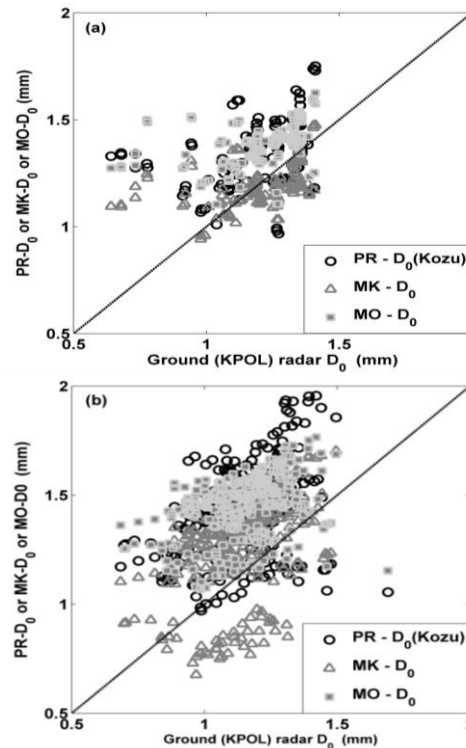 (a)
2
1.5
1
0.5
0.5
1
1.5
PR-D0 or MK-D0 or MO-D0 (mm)
PR - D0(Kozu)
MK - D0
MO - D0
Ground (KPOL) radar D0 (mm)
(b)
2
1.5
1
0.5
0.5
1
1.5
PR-D0 or MK-D0 or MO-D0 (mm)
PR - D0(Kozu)
MK - D0
MO - D0
Ground (KPOL) radar D0 (mm)